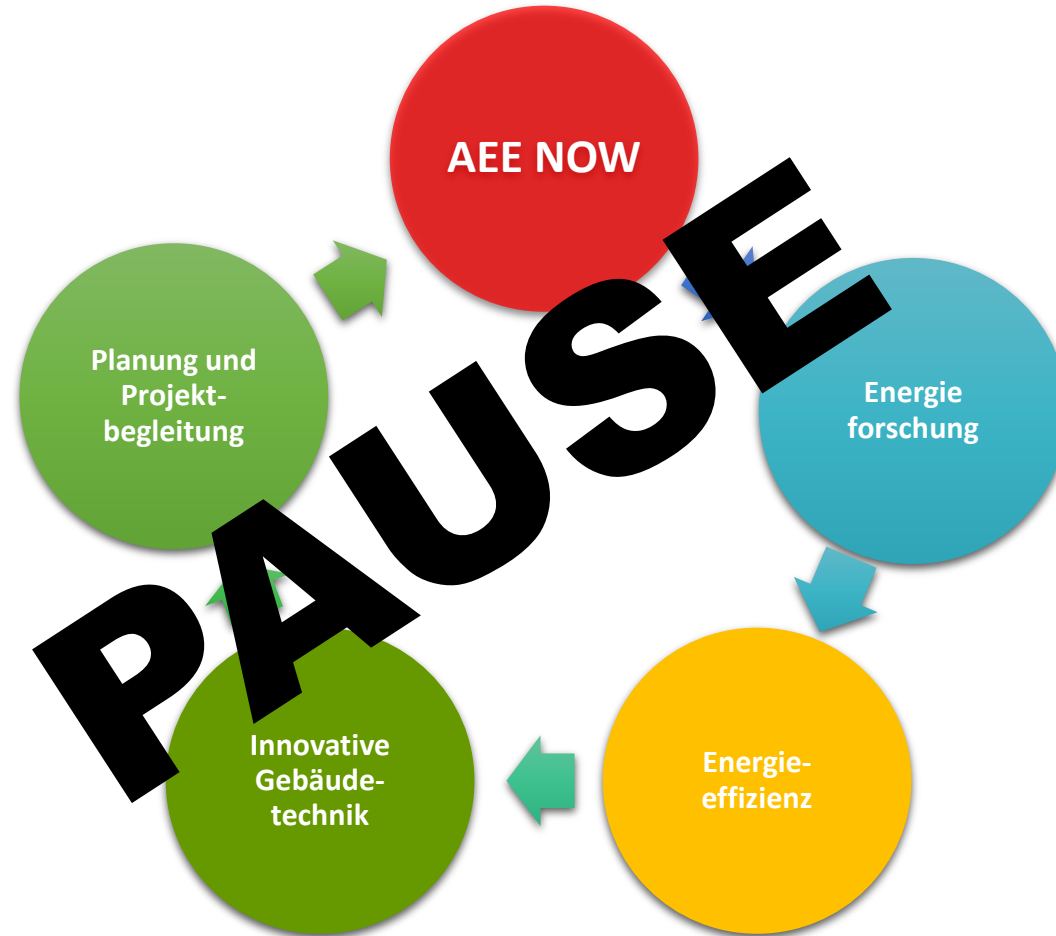 AEE NOW
Planung und
Projekt-
begleitung
Energie
forschung
PAUSE
Innovative
Gebäude-
technik
Energie-
effizienz